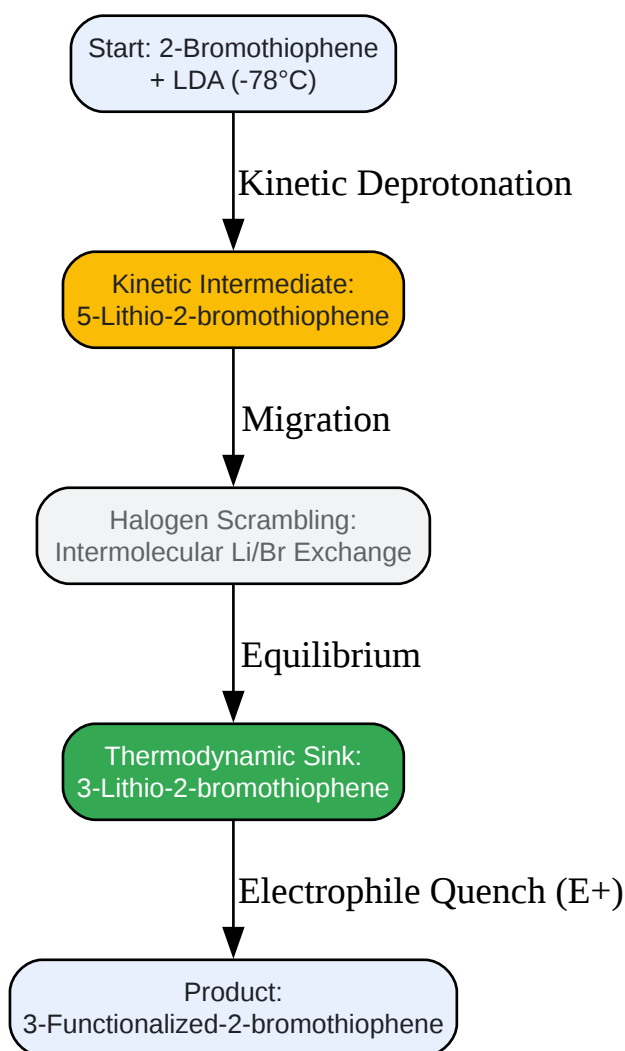 Start: 2-Bromothiophene
+ LDA (-78°C)
Kinetic Deprotonation
Kinetic Intermediate:
5-Lithio-2-bromothiophene
Migration
Halogen Scrambling:
Intermolecular Li/Br Exchange
Equilibrium
Thermodynamic Sink:
3-Lithio-2-bromothiophene
Electrophile Quench (E+)
Product:
3-Functionalized-2-bromothiophene